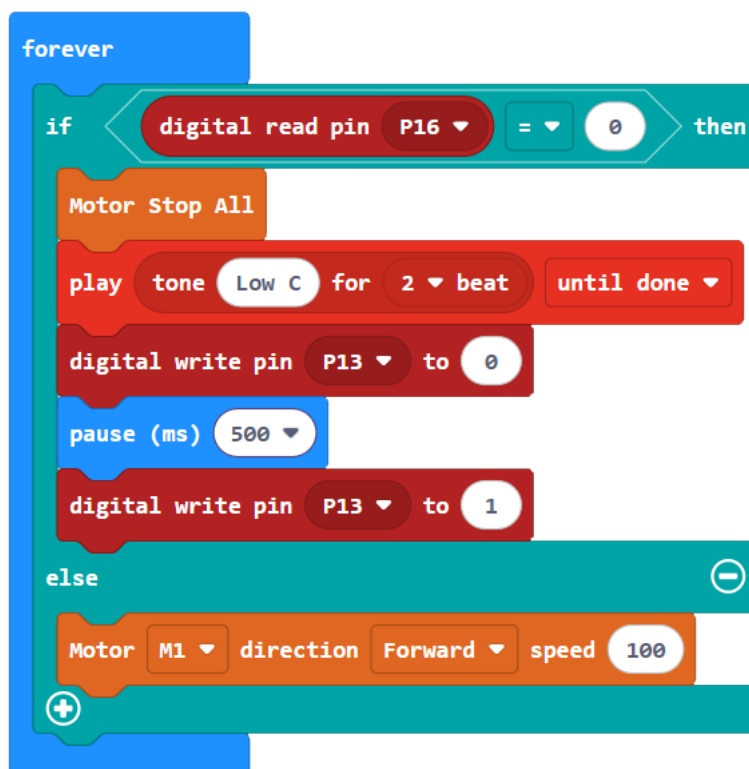 forever
if digital read pin P16 = 0 then
Motor Stop All
play tone Low C for 2 beat until done
digital write pin P13 to 0
pause (ms) 500
digital write pin P13 to 1
else
Motor M1 direction Forward speed 100